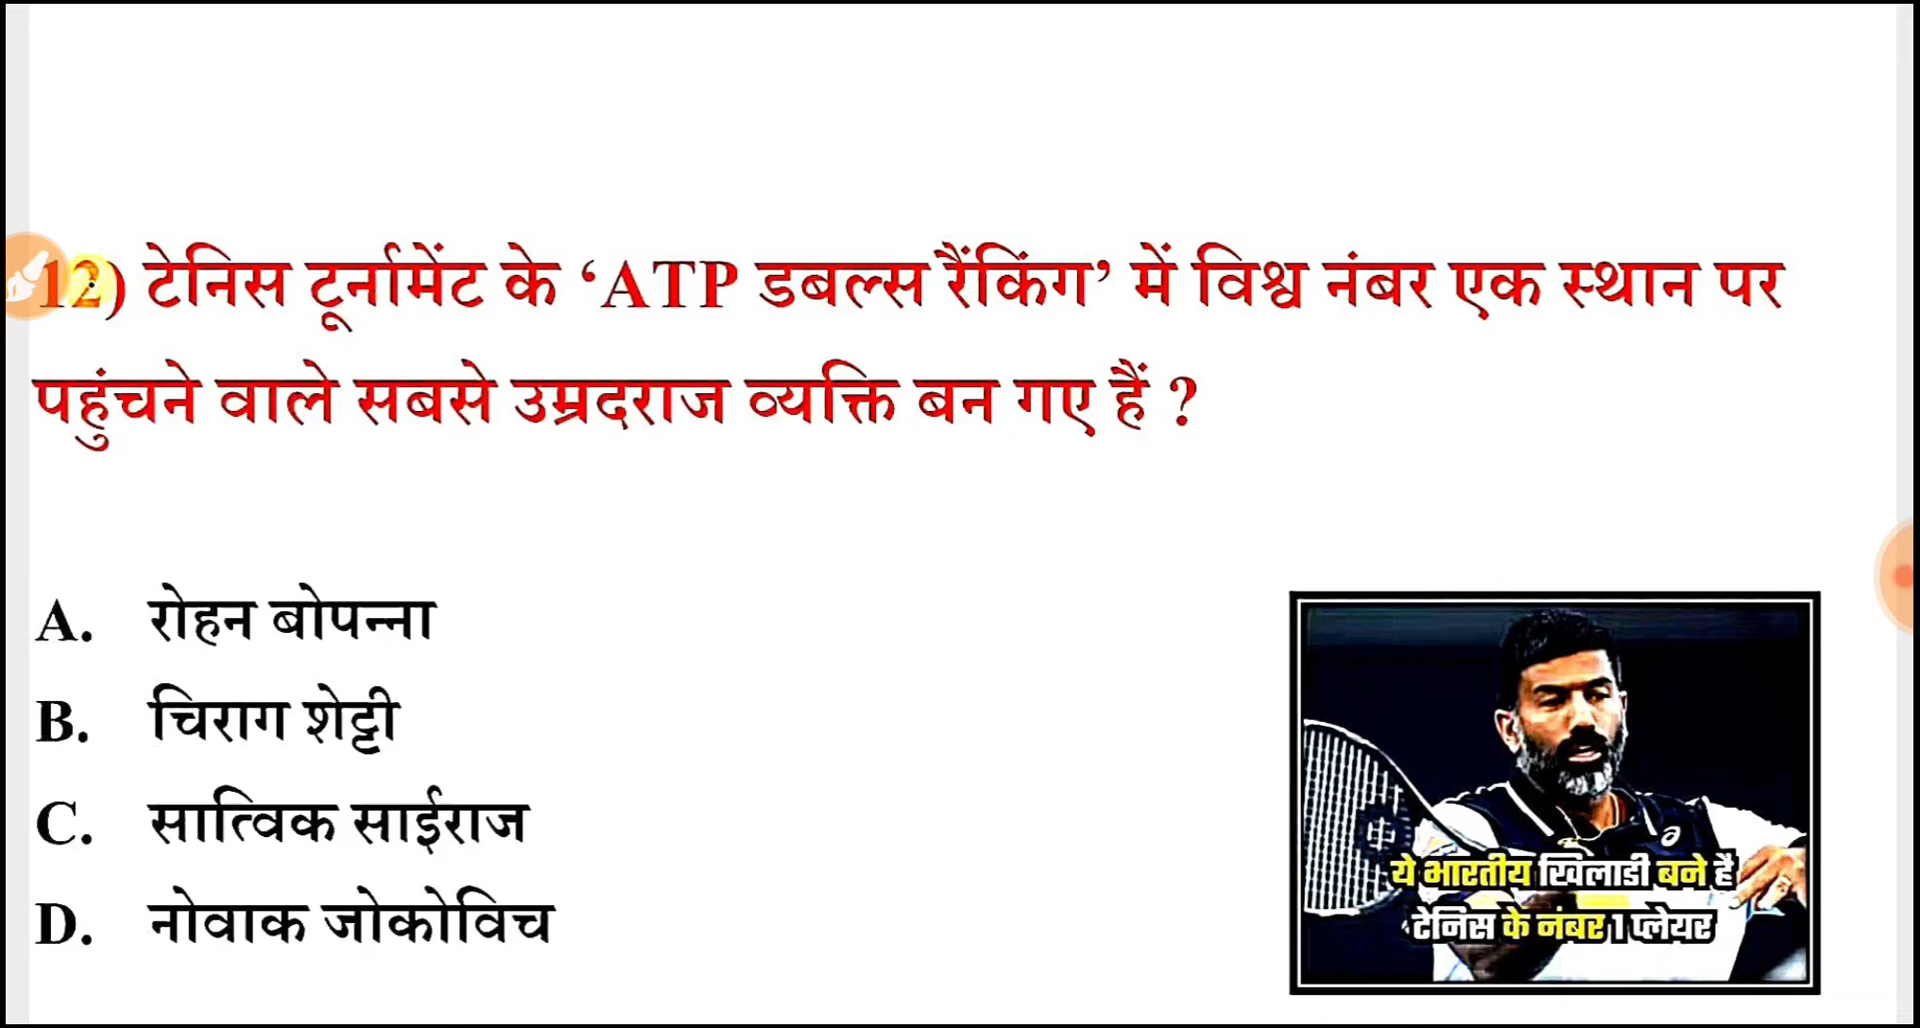 12) टेनिस टूर्नामेंट के ‘ATP डबल्स रैंकिंग’ में विश्व नंबर एक स्थान पर
पहुंचने वाले सबसे उम्रदराज व्यक्ति बन गए हैं ?
A. रोहन बोपन्ना
B. चिराग शेट्टी
C. सात्विक साईराज
D. नोवाक जोकोविच
ये भारतीय खिलाडी बने है
टेनिस के नंबर 1 प्लेयर